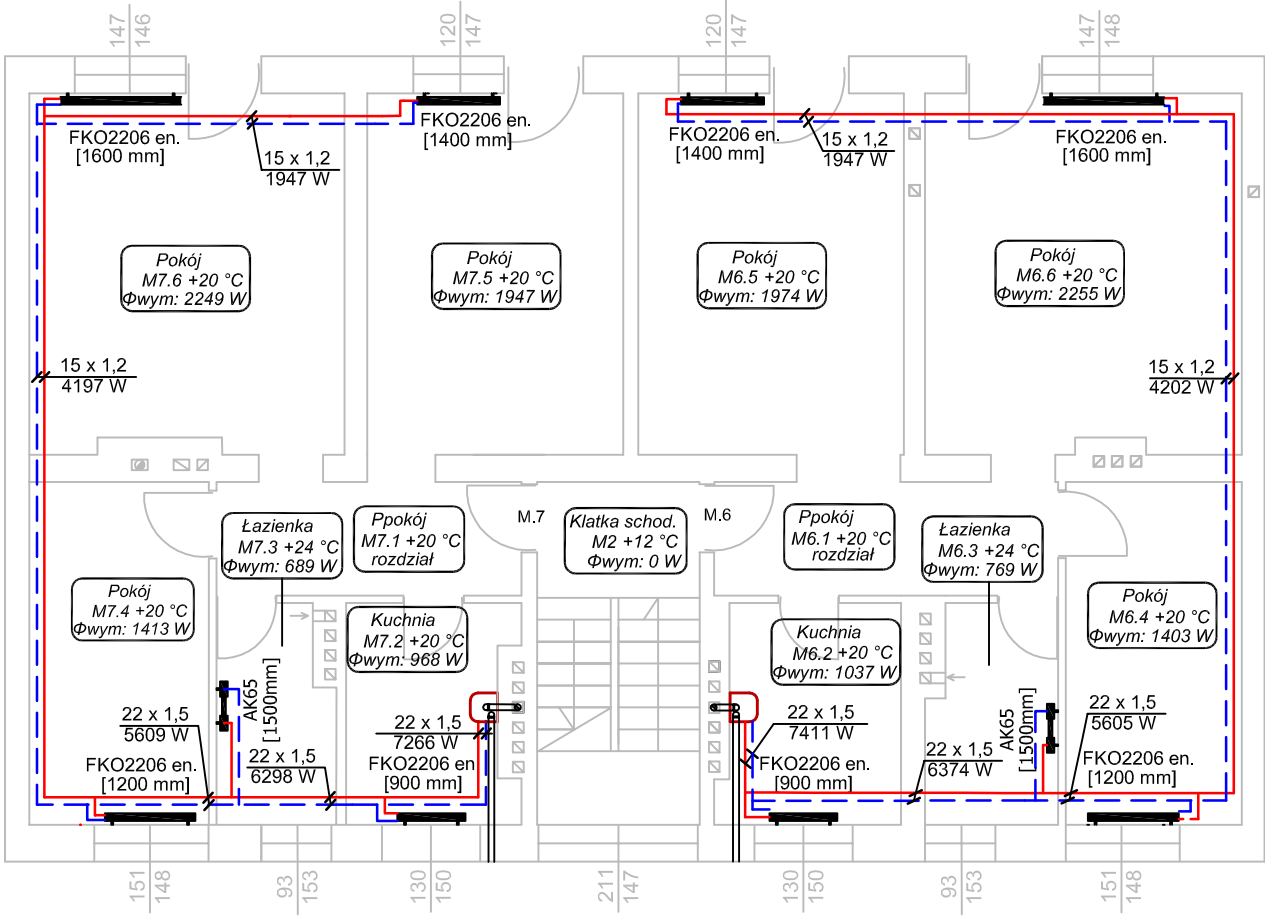 147
146
120
147
120
147
147
148
FKO2206 en.
[1600 mm]
15 x 1,2
1947 W
FKO2206 en.
[1400 mm]
FKO2206 en.
[1400 mm]
15 x 1,2
1947 W
FKO2206 en.
[1600 mm]
Pokój
M7.6 +20 °C
Φwym: 2249 W
Pokój
M7.5 +20 °C
Φwym: 1947 W
Pokój
M6.5 +20 °C
Φwym: 1974 W
Pokój
M6.6 +20 °C
Φwym: 2255 W
15 x 1,2
4197 W
15 x 1,2
4202 W
Łazienka
M7.3 +24 °C
Φwym: 689 W
Ppokój
M7.1 +20 °C
rozdział
M.7
Klatka schod.
M2 +12 °C
Φwym: 0 W
M.6
Ppokój
M6.1 +20 °C
rozdział
Łazienka
M6.3 +24 °C
Φwym: 769 W
Pokój
M7.4 +20 °C
Φwym: 1413 W
Kuchnia
M7.2 +20 °C
Φwym: 968 W
Kuchnia
M6.2 +20 °C
Φwym: 1037 W
Pokój
M6.4 +20 °C
Φwym: 1403 W
22 x 1,5
5609 W
AK65
[1500mm]
22 x 1,5
6298 W
22 x 1,5
7266 W
22 x 1,5
7411 W
22 x 1,5
6374 W
AK65
[1500mm]
22 x 1,5
5605 W
FKO2206 en.
[1200 mm]
FKO2206 en
[900 mm]
FKO2206 en.
[900 mm]
FKO2206 en.
[1200 mm]
151
148
93
153
130
150
211
147
130
150
93
153
151
148